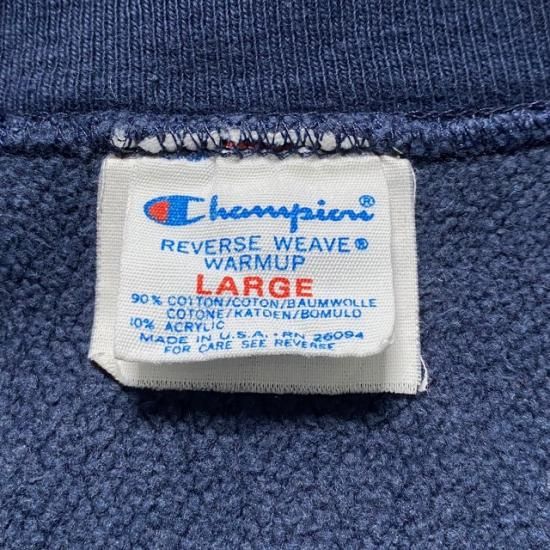 Champion®
REVERSE WEAVE®
WARMUP
LARGE
90% COTTON/COTON/BAUMWOLLE
COTONE/KATOEN/BOMULD
10% ACRYLIC
MADE IN U.S.A. · RN 26094
FOR CARE SEE REVERSE